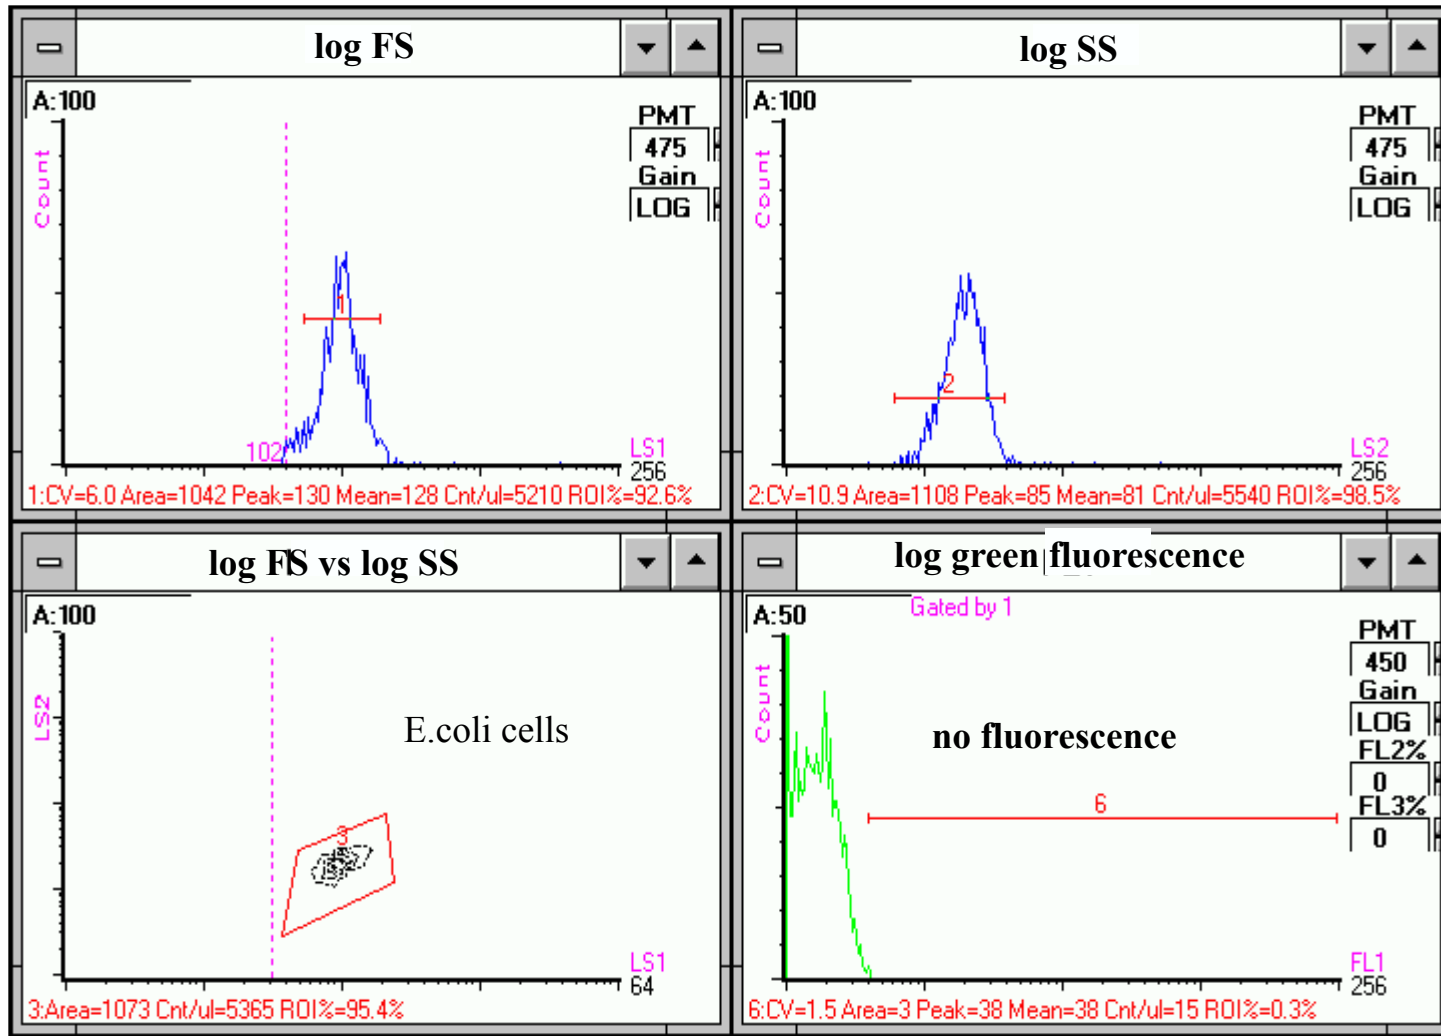 log FS
A:100
PMT
475
Gain
LOG
Count
1
102
LS1
256
1:CV=6.0 Area=1042 Peak=130 Mean=128 Cnt/ul=5210 ROI%=92.6%
log SS
A:100
PMT
475
Gain
LOG
Count
2
LS2
256
2:CV=10.9 Area=1108 Peak=85 Mean=81 Cnt/ul=5540 ROI%=98.5%
log FS vs log SS
A:100
LS2
E.coli cells
3
LS1
64
3:Area=1073 Cnt/ul=5365 ROI%=95.4%
log green fluorescence
Gated by 1
A:50
PMT
450
Gain
LOG
FL2%
0
FL3%
0
Count
no fluorescence
6
FL1
256
6:CV=1.5 Area=3 Peak=38 Mean=38 Cnt/ul=15 ROI%=0.3%